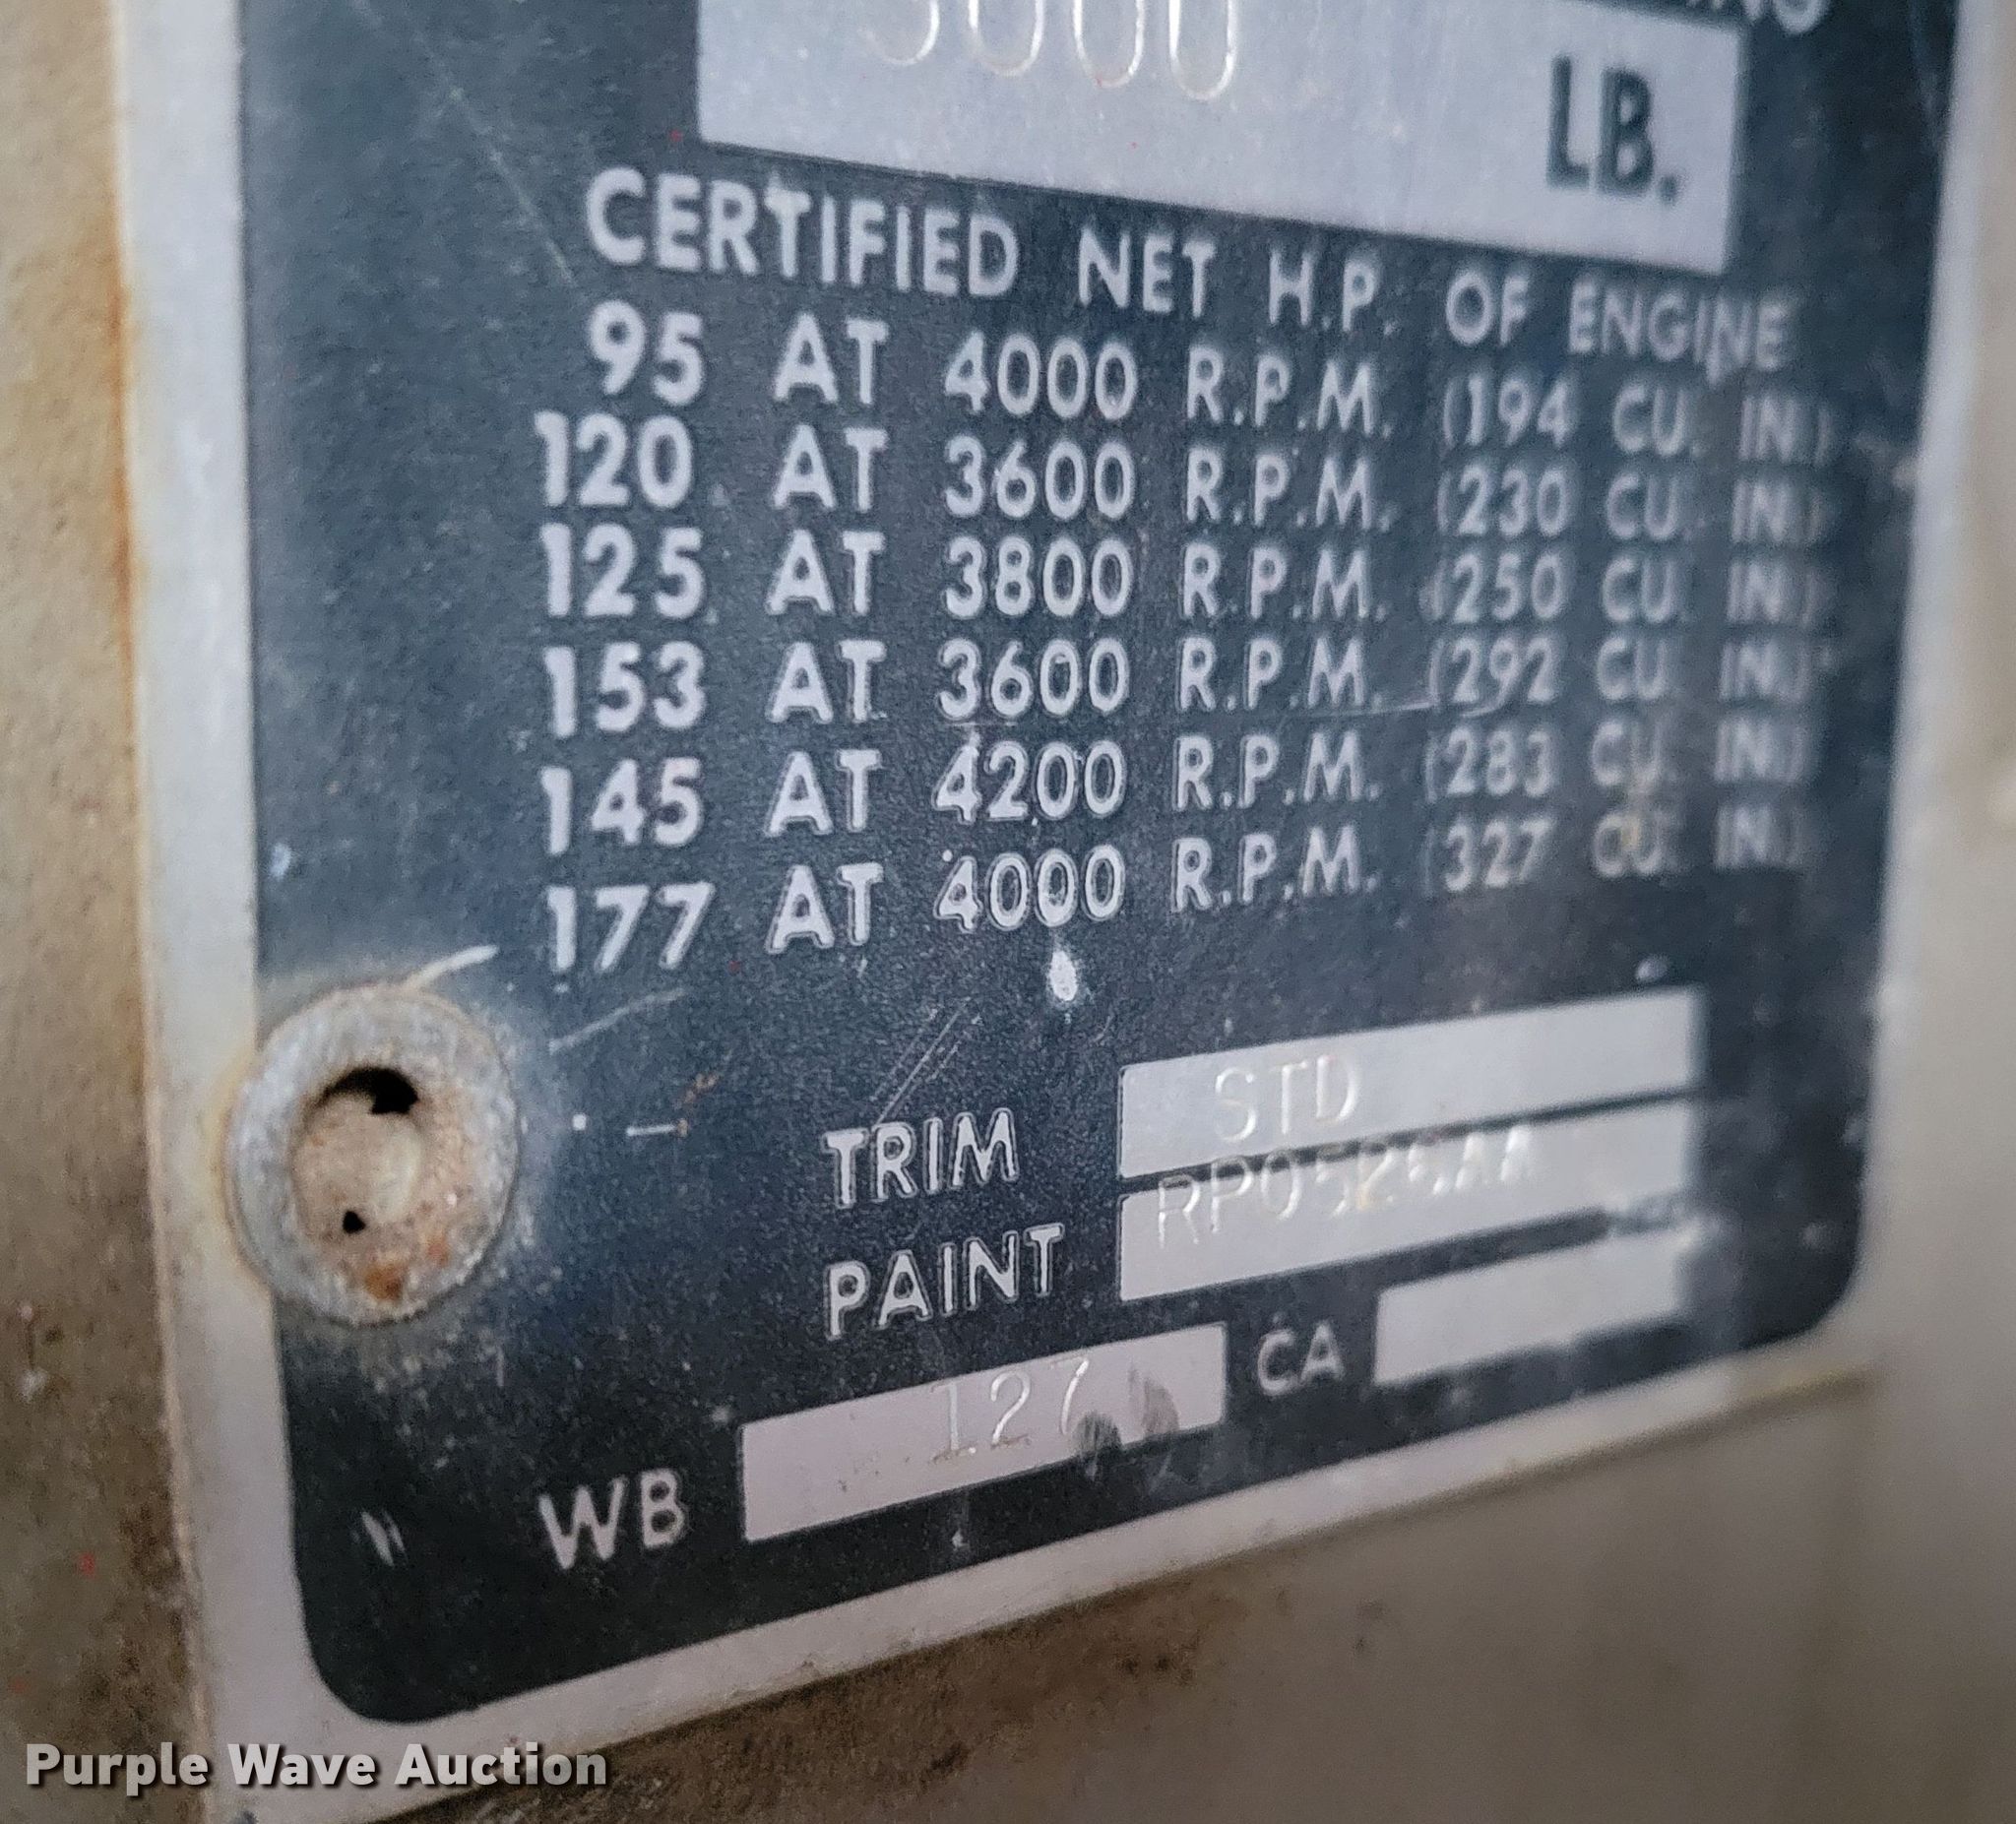 5000
LB.
CERTIFIED NET H.P. OF ENGINE
95 AT 4000 R.P.M. (194 CU. IN.)
120 AT 3600 R.P.M. (230 CU. IN.)
125 AT 3800 R.P.M. (250 CU. IN.)
153 AT 3600 R.P.M. (292 CU. IN.)
145 AT 4200 R.P.M. (283 CU. IN.)
177 AT 4000 R.P.M. (327 CU. IN.)
TRIM STD
PAINT RPO526AA
WB 127 CA
Purple Wave Auction